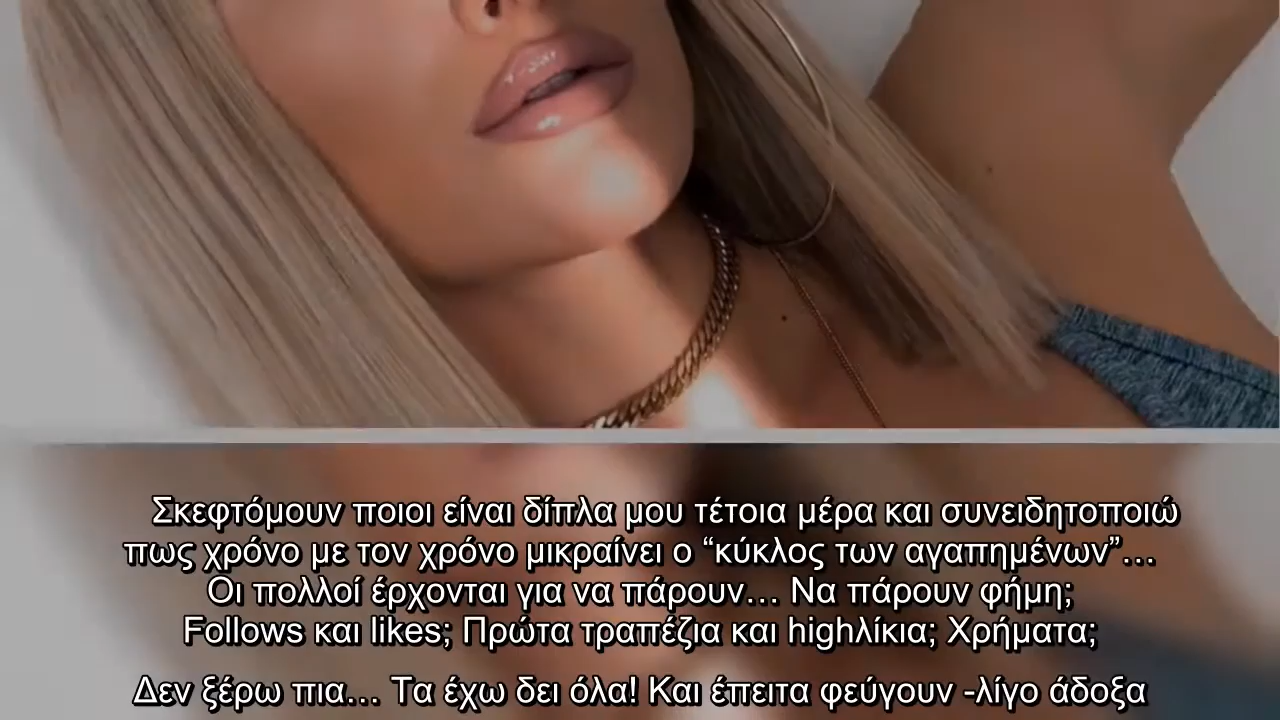 Σκεφτόμουν ποιοι είναι δίπλα μου τέτοια μέρα και συνειδητοποιώ
πως χρόνο με τον χρόνο μικραίνει ο “κύκλος των αγαπημένων”…
Οι πολλοί έρχονται για να πάρουν… Να πάρουν φήμη;
Follows και likes; Πρώτα τραπέζια και highλίκια; Χρήματα;
Δεν ξέρω πια… Τα έχω δει όλα! Και έπειτα φεύγουν -λίγο άδοξα